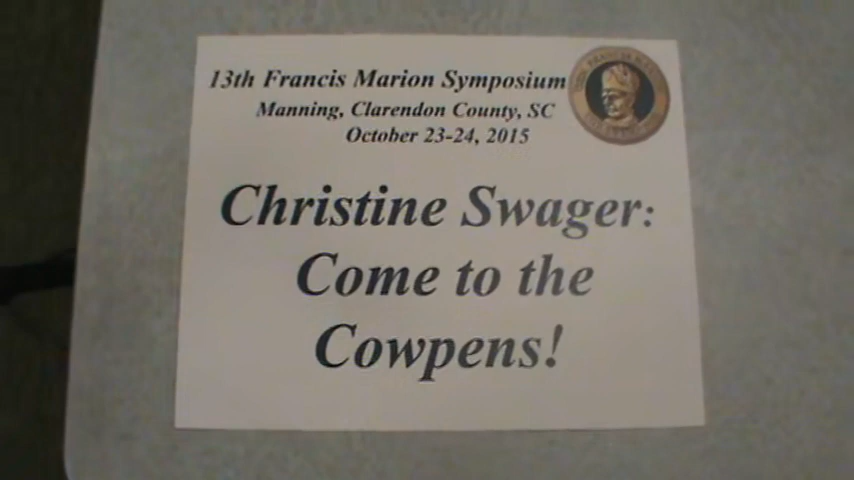 13th Francis Marion Symposium
Manning, Clarendon County, SC
October 23-24, 2015
Christine Swager:
Come to the
Cowpens!